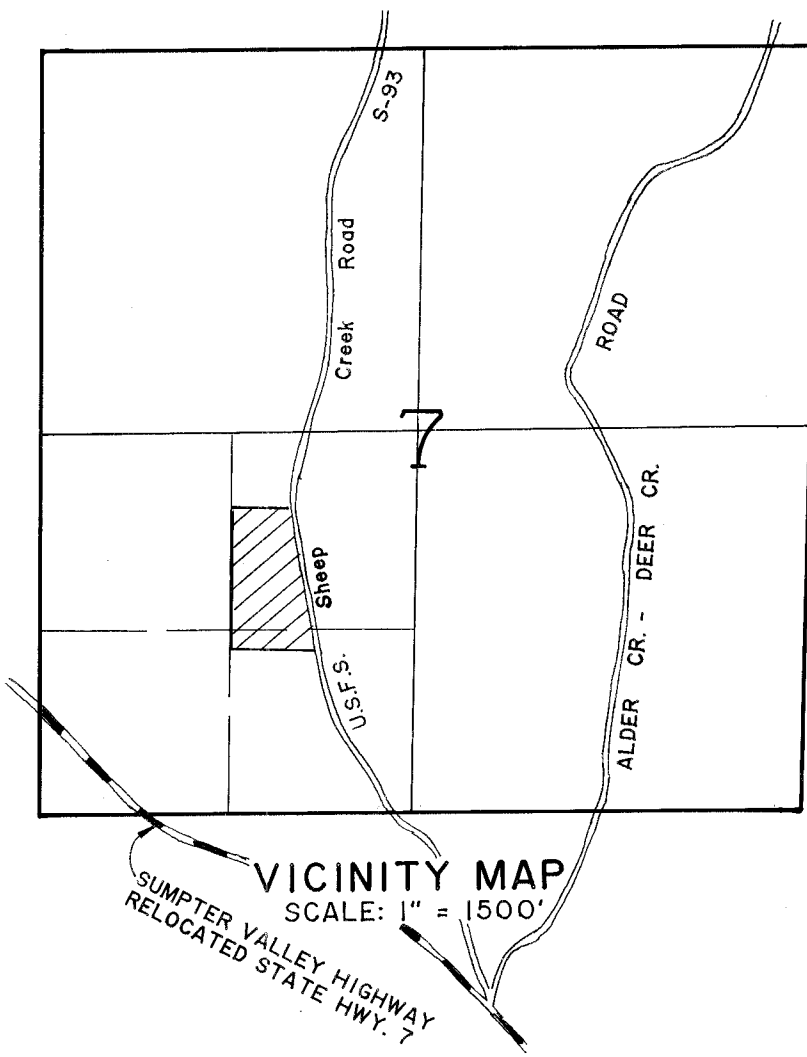 S-93
Creek Road
ROAD
7
Sheep
U.S.F.S.
ALDER CR. - DEER CR.
VICINITY MAP
SCALE: 1" = 1500'
SUMPTER VALLEY HIGHWAY
RELOCATED STATE HWY. 7